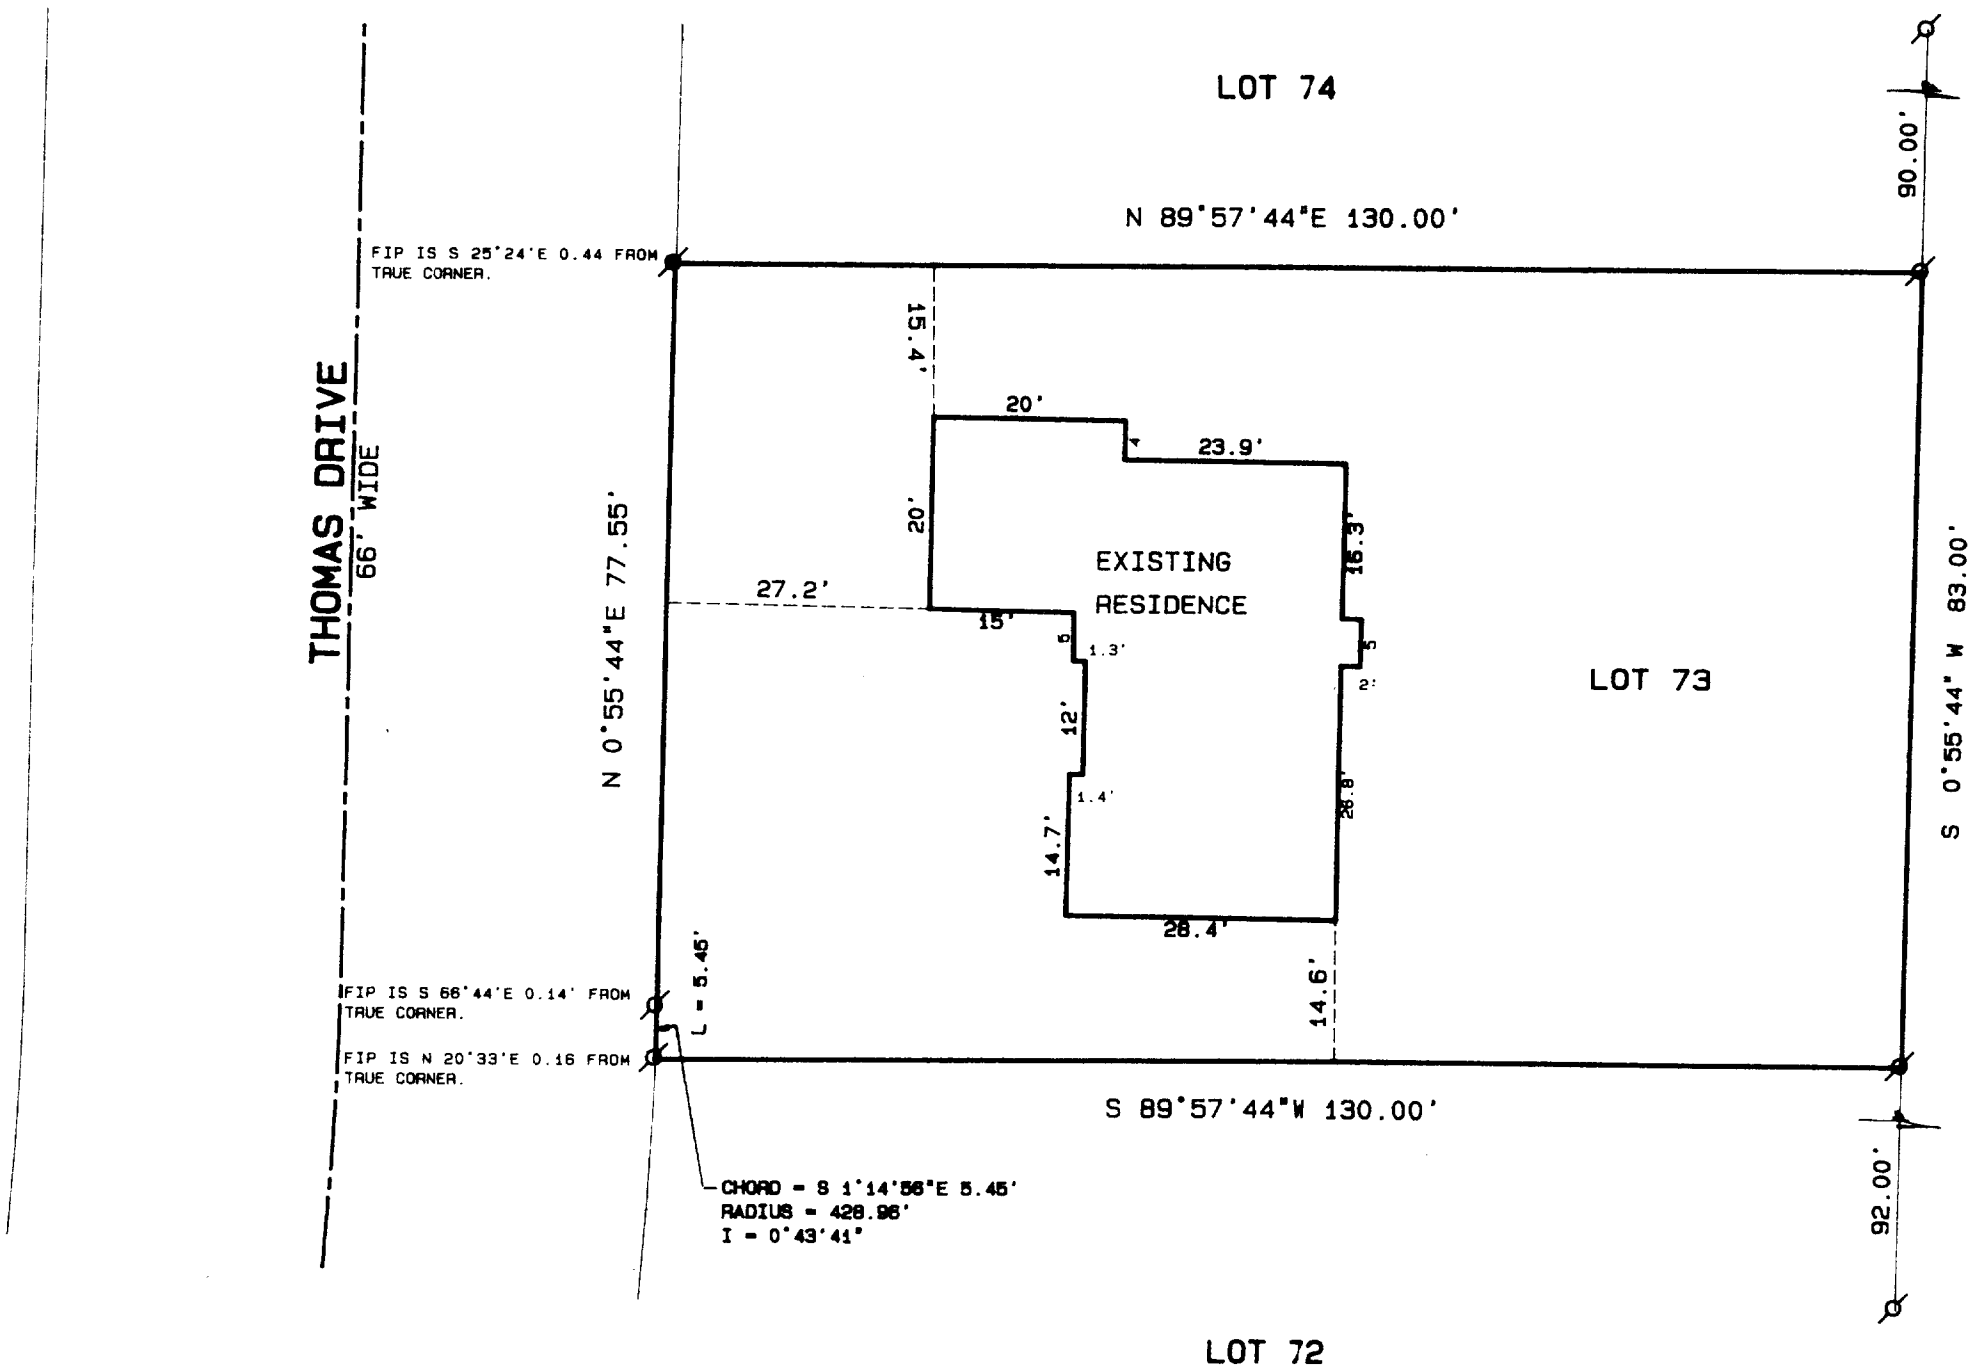 LOT 74
90.00'
N 89°57'44"E 130.00'
FIP IS S 25°24'E 0.44 FROM
TRUE CORNER.
15.4'
THOMAS DRIVE
66' WIDE
20'
4
23.9'
20'
16.3'
N 0°55'44"E 77.55'
EXISTING
RESIDENCE
27.2'
15'
5
1.3'
5
2'
LOT 73
S 0°55'44" W 83.00'
12'
1.4'
26.8'
14.7'
28.4'
L = 5.45'
14.6'
FIP IS S 66°44'E 0.14' FROM
TRUE CORNER.
FIP IS N 20°33'E 0.16 FROM
TRUE CORNER.
S 89°57'44"W 130.00'
CHORD = S 1°14'56"E 5.45'
RADIUS = 428.96'
I = 0°43'41"
92.00'
LOT 72